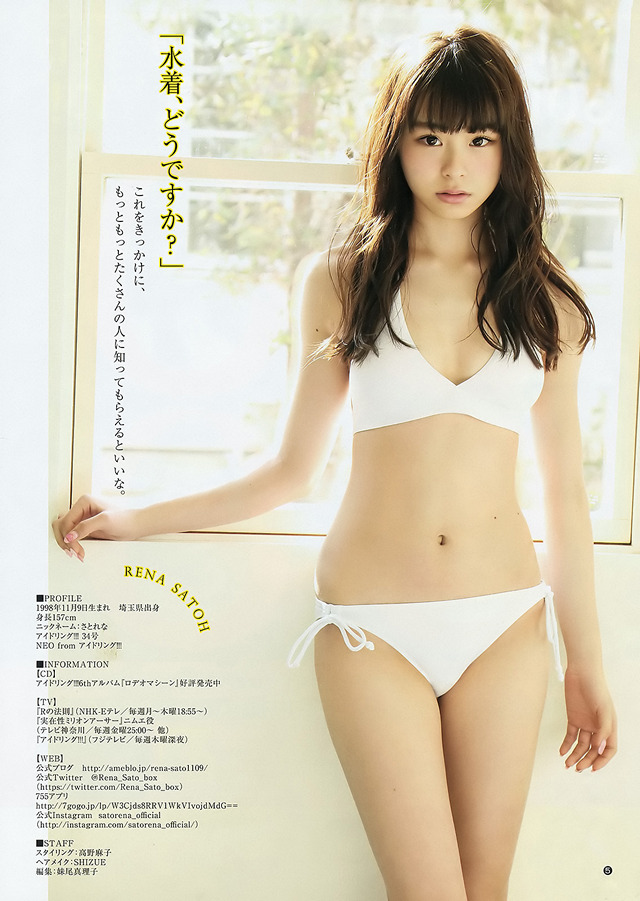 「水着、どうですか？」
これをきっかけに、
もっともっとたくさんの人に知ってもらえるといいな。
RENA SATOH
■PROFILE
1998年11月9日生まれ　埼玉県出身
身長157cm
ニックネーム：さとれな
アイドリング!!! 34号
NEO from アイドリング!!!
■INFORMATION
【CD】
アイドリング!!!6thアルバム『ロデオマシーン』好評発売中
【TV】
『Rの法則』（NHK-Eテレ／毎週月～木曜18:55～）
『実在性ミリオンアーサー』ニムエ役
（テレビ神奈川／毎週金曜25:00～ 他）
『アイドリング!!!』（フジテレビ／毎週木曜深夜）
【WEB】
公式ブログ　http://ameblo.jp/rena-sato1109/
公式Twitter　@Rena_Sato_box
（https://twitter.com/Rena_Sato_box）
755アプリ
http://7gogo.jp/lp/W3Cjds8RRV1WkVIvojdMdG==
公式Instagram　satorena_official
（http://instagram.com/satorena_official/）
■STAFF
スタイリング：高野麻子
ヘアメイク：SHIZUE
編集：妹尾真理子
5